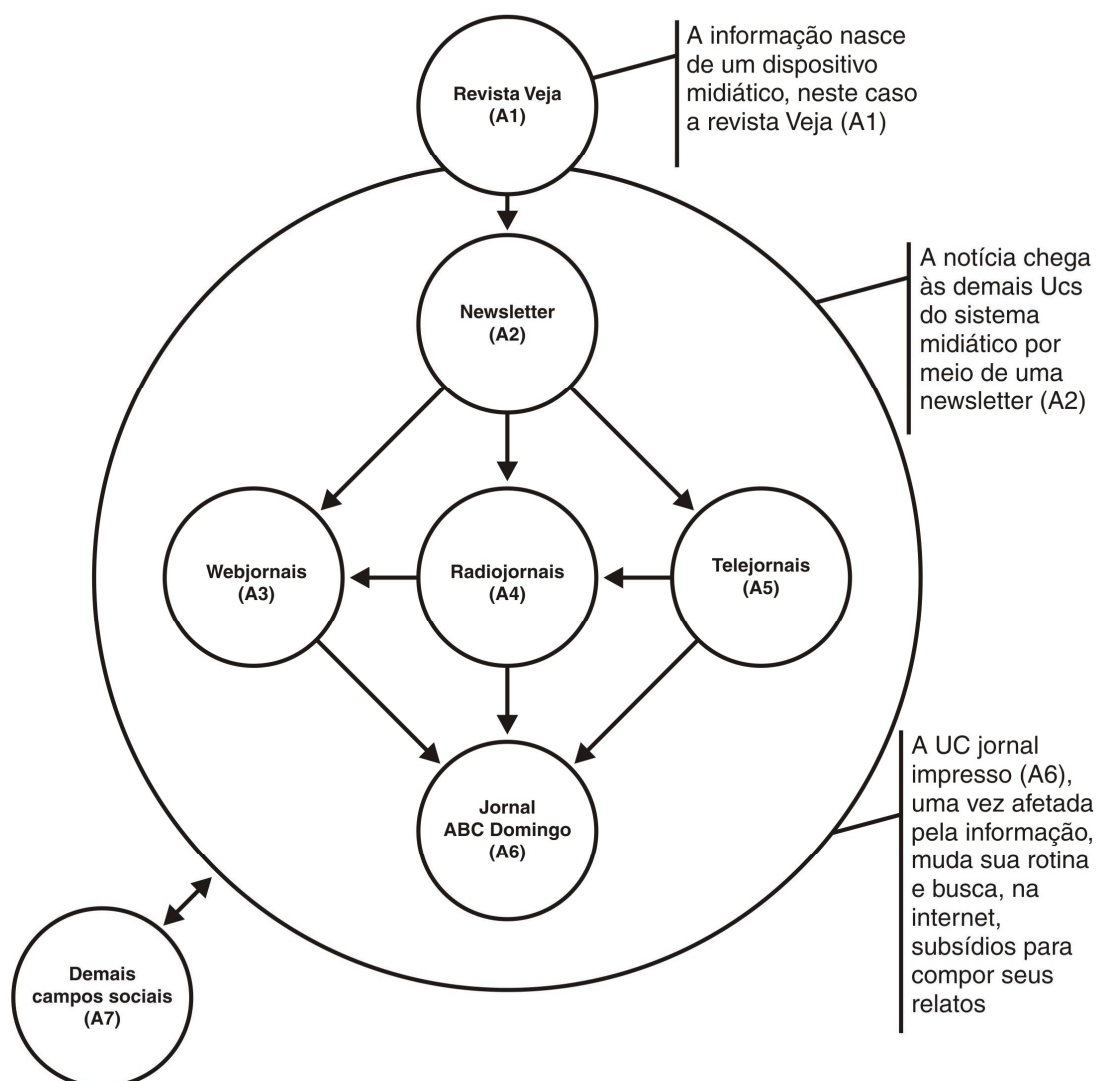 Revista Veja
(A1)
A informação nasce
de um dispositivo
midiático, neste caso
a revista Veja (A1)
Newsletter
(A2)
A notícia chega
às demais Ucs
do sistema
midiático por
meio de uma
newsletter (A2)
Webjornais
(A3)
Radiojornais
(A4)
Telejornais
(A5)
Jornal
ABC Domingo
(A6)
A UC jornal
impresso (A6),
uma vez afetada
pela informação,
muda sua rotina
e busca, na
internet,
subsídios para
compor seus
relatos
Demais
campos sociais
(A7)